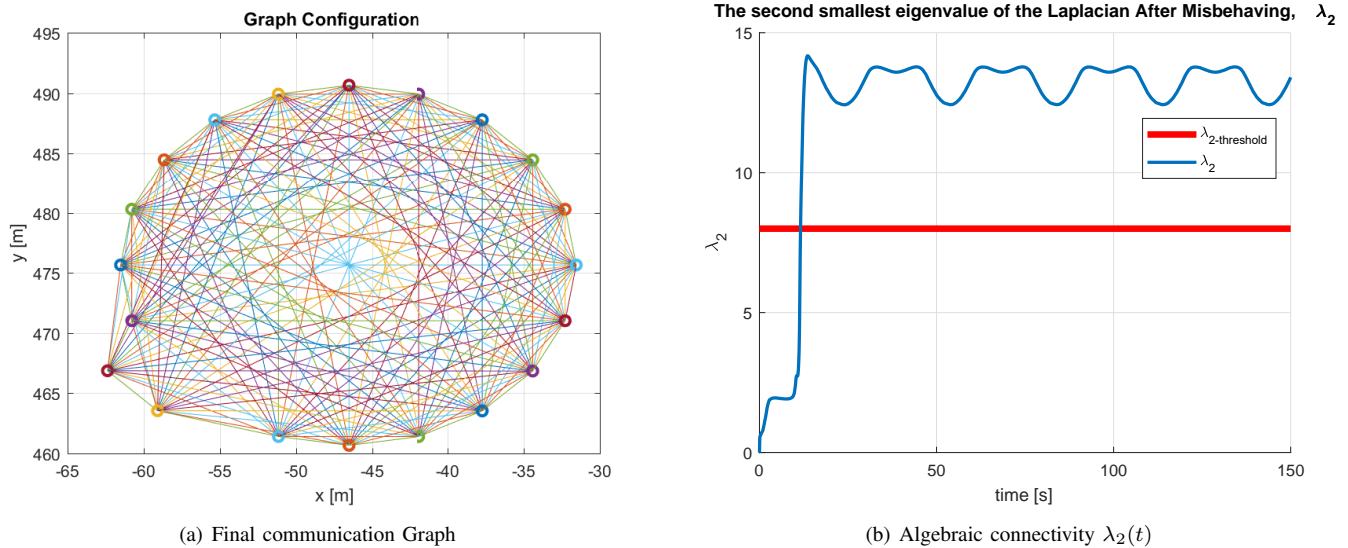 Graph Configuration
495
490
485
480
475
470
465
460
y [m]
-65
-60
-55
-50
-45
-40
-35
-30
x [m]
(a) Final communication Graph
The second smallest eigenvalue of the Laplacian After Misbehaving, λ₂
15
10
5
0
λ₂
λ₂₋threshold
λ₂
0
50
100
150
time [s]
(b) Algebraic connectivity λ₂(t)